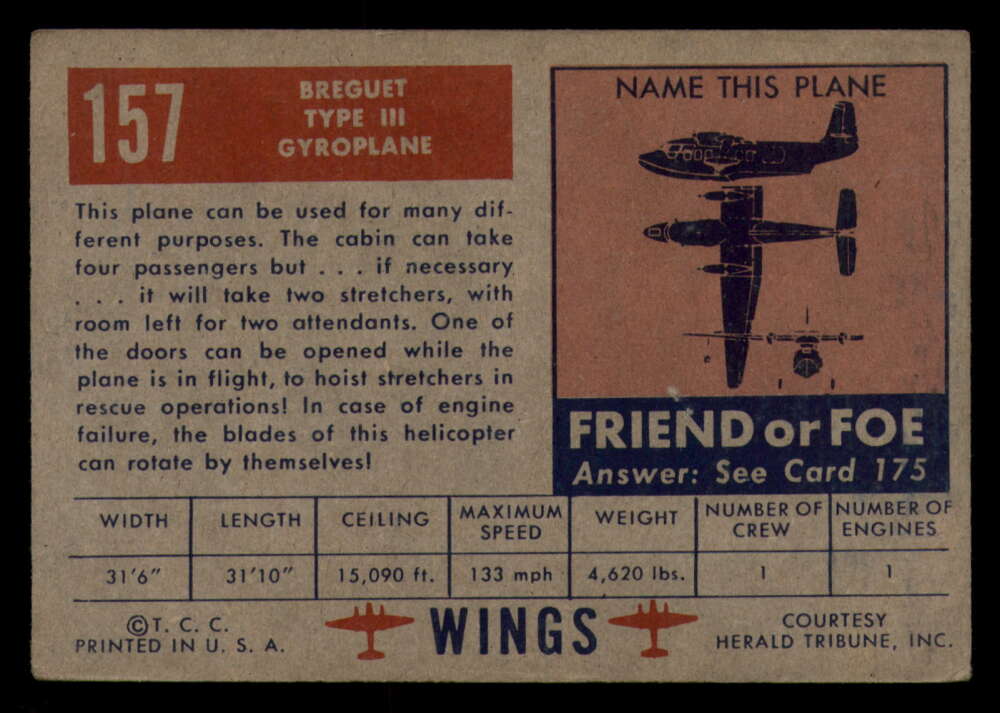 157
BREGUET
TYPE III
GYROPLANE
This plane can be used for many dif-
ferent purposes. The cabin can take
four passengers but . . . if necessary
. . . it will take two stretchers, with
room left for two attendants. One of
the doors can be opened while the
plane is in flight, to hoist stretchers in
rescue operations! In case of engine
failure, the blades of this helicopter
can rotate by themselves!
NAME THIS PLANE
FRIEND or FOE
Answer: See Card 175
WIDTH LENGTH CEILING MAXIMUM SPEED WEIGHT NUMBER OF CREW NUMBER OF ENGINES
31'6" 31'10" 15,090 ft. 133 mph 4,620 lbs. 1 1
©T. C. C.
PRINTED IN U. S. A.
WINGS
COURTESY
HERALD TRIBUNE, INC.